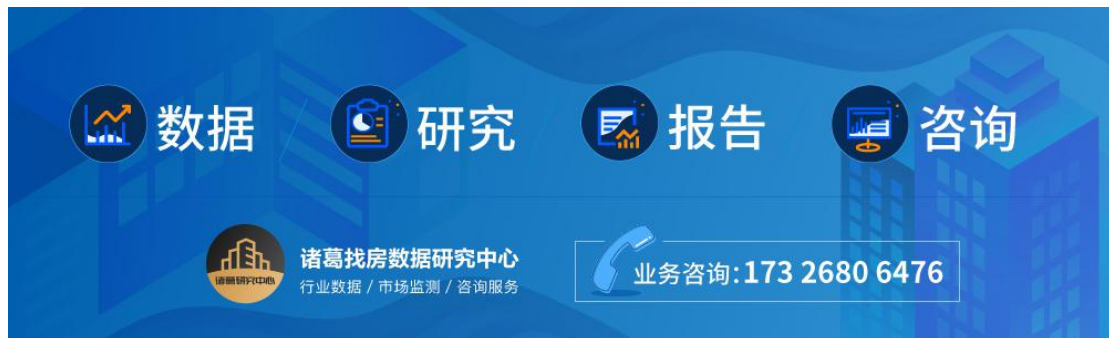 数据
研究
报告
咨询
诸葛研究中心
诸葛找房数据研究中心
行业数据 / 市场监测 / 咨询服务
业务咨询:173 2680 6476